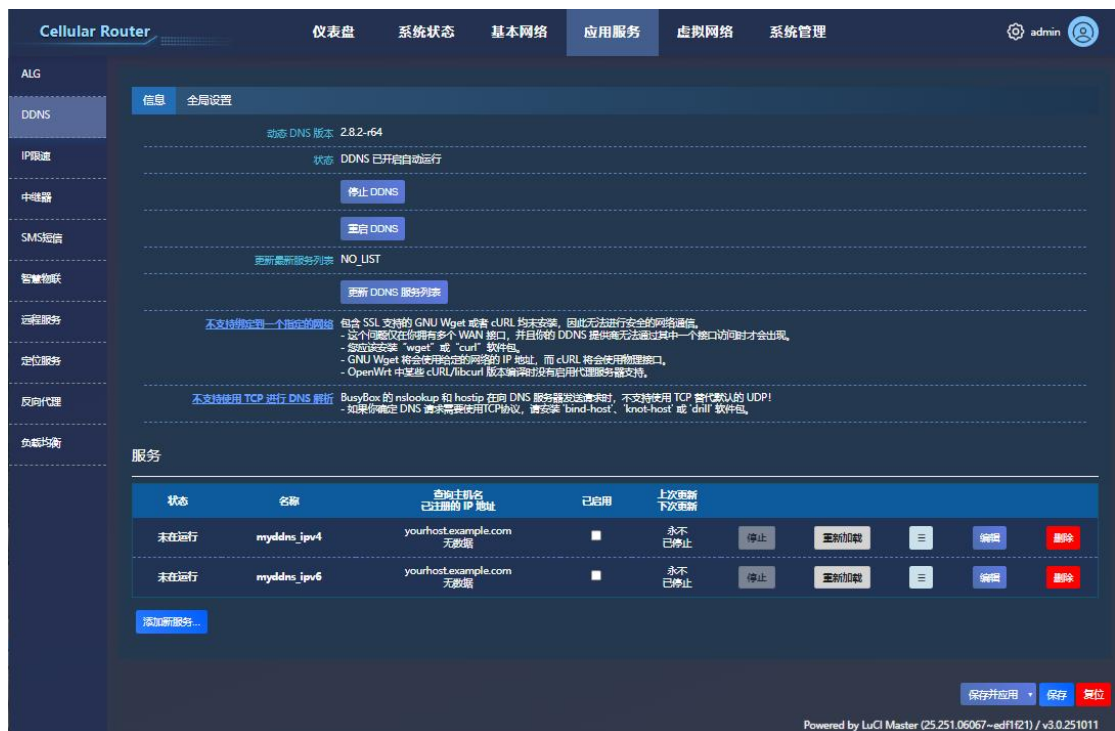 Cellular Router
仪表盘 系统状态 基本网络 应用服务 虚拟网络 系统管理
admin
ALG
DDNS
IP限速
中继器
SMS短信
智慧物联
远程服务
定位服务
反向代理
负载均衡
信息 全局设置
动态 DNS 版本 2.8.2-r64
状态 DDNS 已开启自动运行
停止 DDNS
重启 DDNS
更新最新服务列表 NO_LIST
更新 DDNS 服务列表
不支持绑定到一个指定的网络 包含 SSL 支持的 GNU Wget 或者 cURL 均未安装，因此无法进行安全的网络通信。
- 这个问题仅在你拥有多个 WAN 接口，并且你的 DDNS 提供商无法通过其中一个接口访问时才会出现。
- 您应该安装 "wget" 或 "curl" 软件包。
- GNU Wget 将会使用给定的网络的 IP 地址，而 cURL 将会使用物理接口。
- OpenWrt 中某些 cURL/libcurl 版本编译时没有启用代理服务器支持。
不支持使用 TCP 进行 DNS 解析 BusyBox 的 nslookup 和 hostip 在向 DNS 服务器发送请求时，不支持使用 TCP 替代默认的 UDP!
- 如果你确定 DNS 请求需要使用TCP协议，请安装 'bind-host'、'knot-host' 或 'drill' 软件包。
服务
状态 名称 查询主机名 已启用 上次更新
已注册的 IP 地址 下次更新
未在运行 myddns_ipv4 yourhost.example.com 永不 停止 重新加载 ☰ 编辑 删除
无数据 已停止
未在运行 myddns_ipv6 yourhost.example.com 永不 停止 重新加载 ☰ 编辑 删除
无数据 已停止
添加新服务...
保存并应用 保存 复位
Powered by LuCI Master (25.251.06067~edf1f21) / v3.0.251011